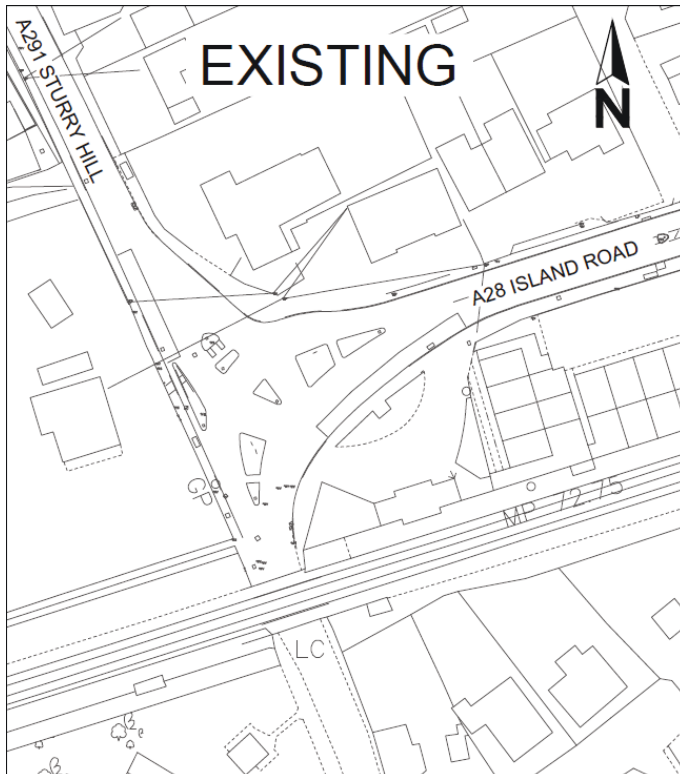 EXISTING
N
A291 STURRY HILL
A28 ISLAND ROAD
GP
MP 72.75
LC